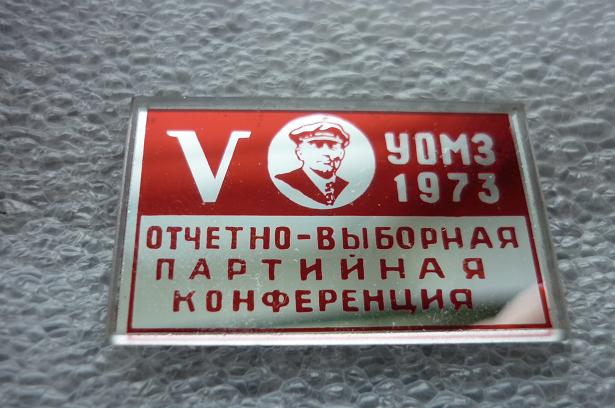 V УОМЗ
1973
ОТЧЕТНО-ВЫБОРНАЯ
ПАРТИЙНАЯ
КОНФЕРЕНЦИЯ